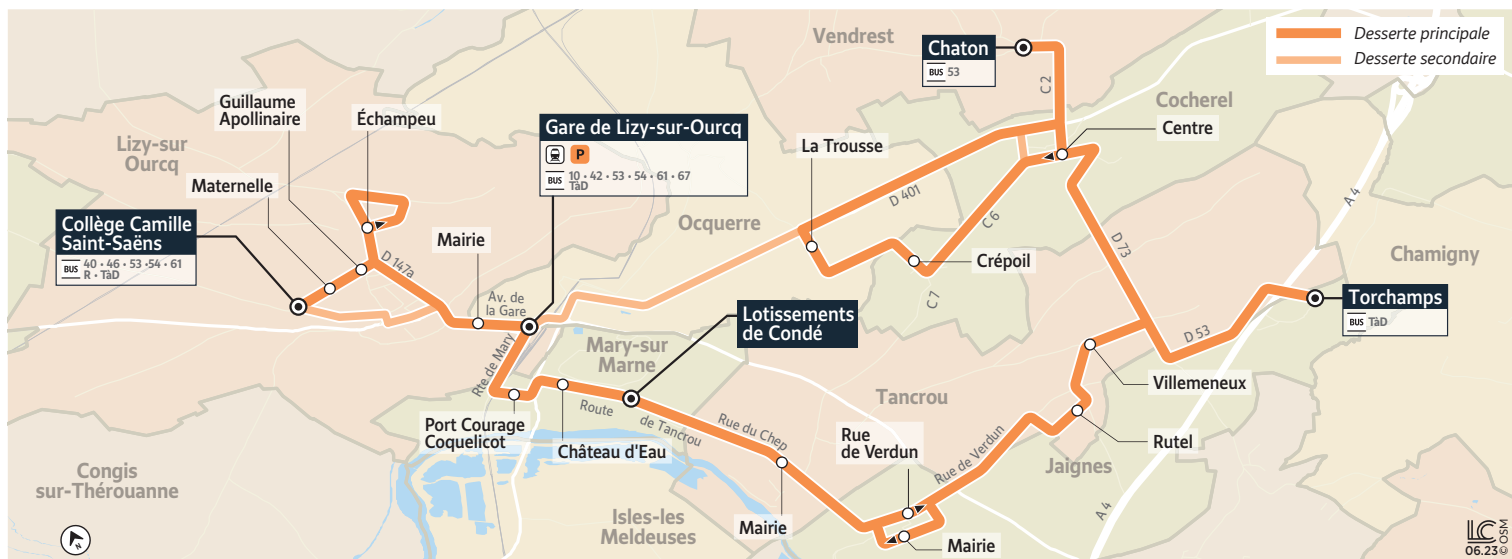 Vendrest
Chaton
BUS 53
Desserte principale
Desserte secondaire
C 2
Cocherel
Centre
Guillaume
Apollinaire
Échampeu
Gare de Lizy-sur-Ourcq
P
BUS 10 • 42 • 53 • 54 • 61 • 67
TàD
La Trousse
Lizy-sur
Ourcq
Maternelle
D 401
A 4
Collège Camille
Saint-Saëns
BUS 40 • 46 • 53 •54 • 61
R • TàD
Mairie
D 147a
Ocquerre
C 6
D 73
Crépoil
Chamigny
Av. de
la Gare
C 7
Torchamps
BUS TàD
Lotissements
de Condé
D 53
Rte de Mary
Mary-sur
Marne
Villemeneux
Tancrou
Port Courage
Coquelicot
Route
de Tancrou
Rue du Chep
Château d'Eau
Rue
de Verdun
Rue de Verdun
Rutel
Jaignes
Congis
sur-Thérouanne
Isles-les
Meldeuses
Mairie
Mairie
A 4
N
LC
06.23
© OSM